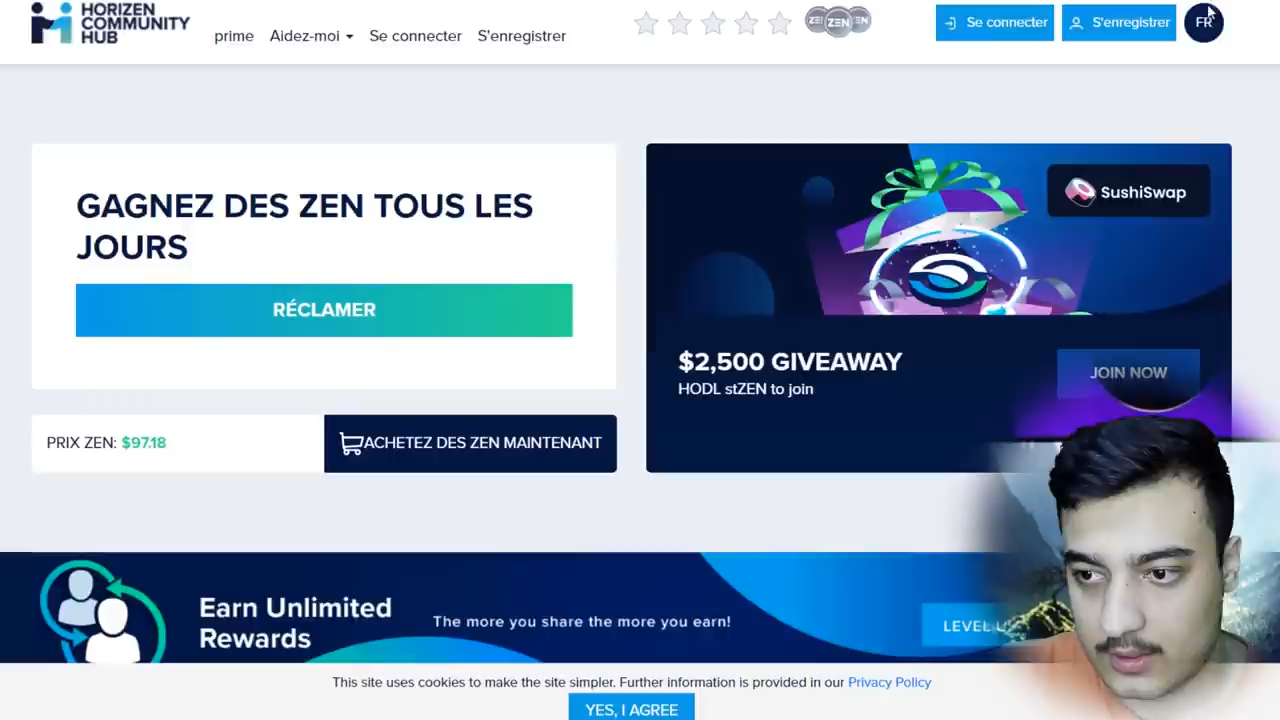 HORIZEN
COMMUNITY
HUB
prime Aidez-moi Se connecter S'enregistrer
ZEN
Se connecter
S'enregistrer
FR
GAGNEZ DES ZEN TOUS LES
JOURS
RÉCLAMER
PRIX ZEN: $97.18
ACHETEZ DES ZEN MAINTENANT
SushiSwap
$2,500 GIVEAWAY
HODL stZEN to join
JOIN NOW
Earn Unlimited
Rewards
The more you share the more you earn!
LEVEL
This site uses cookies to make the site simpler. Further information is provided in our Privacy Policy
YES, I AGREE